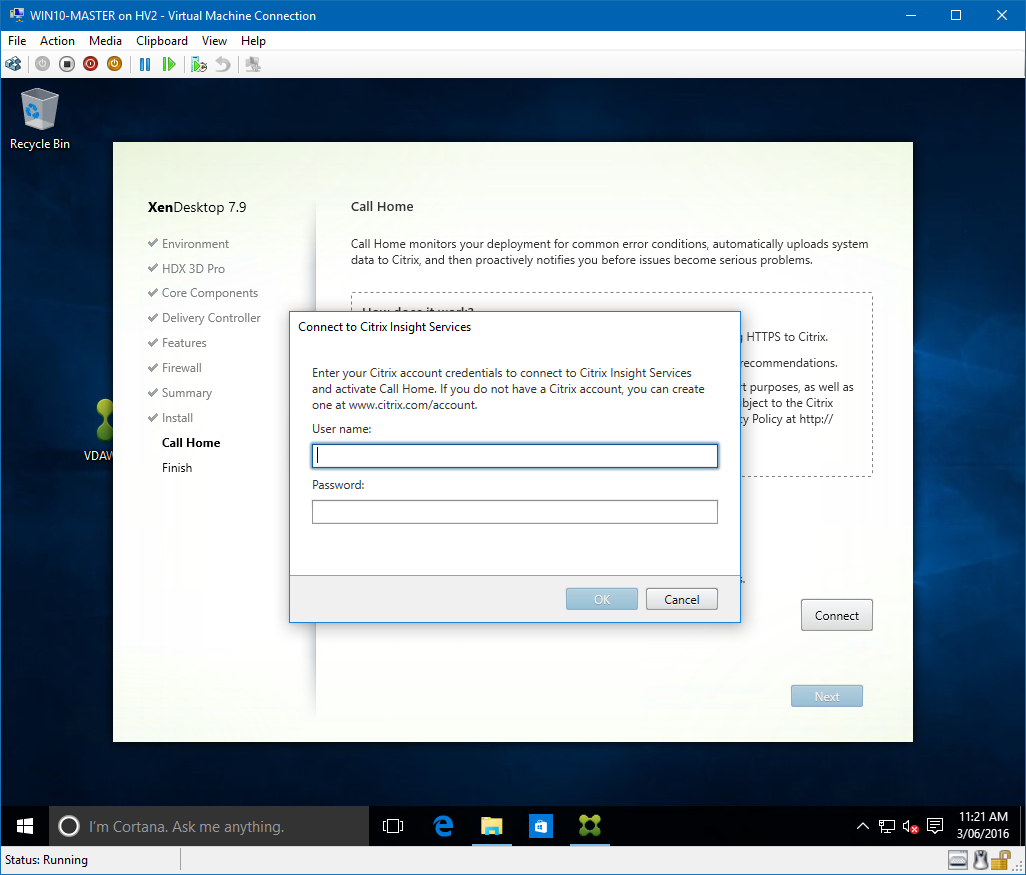 WIN10-MASTER on HV2 - Virtual Machine Connection
File Action Media Clipboard View Help
Recycle Bin
XenDesktop 7.9
Environment
HDX 3D Pro
Core Components
Delivery Controller
Features
Firewall
Summary
Install
Call Home
Finish
VDAW
Call Home
Call Home monitors your deployment for common error conditions, automatically uploads system
data to Citrix, and then proactively notifies you before issues become serious problems.
How does it work?
HTTPS to Citrix.
recommendations.
purposes, as well as
bject to the Citrix
Policy at http://
Connect to Citrix Insight Services
Enter your Citrix account credentials to connect to Citrix Insight Services
and activate Call Home. If you do not have a Citrix account, you can create
one at www.citrix.com/account.
User name:
Password:
OK Cancel
Connect
Next
I'm Cortana. Ask me anything.
11:21 AM
3/06/2016
Status: Running